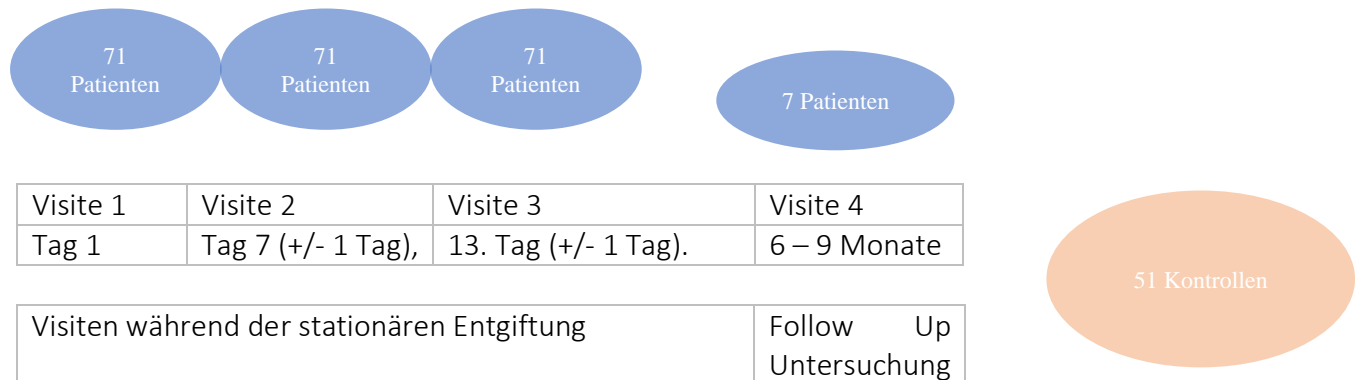 71
Patienten
71
Patienten
71
Patienten
7 Patienten
Visite 1 Visite 2 Visite 3 Visite 4
Tag 1 Tag 7 (+/- 1 Tag), 13. Tag (+/- 1 Tag). 6 – 9 Monate
51 Kontrollen
Visiten während der stationären Entgiftung
Follow Up
Untersuchung